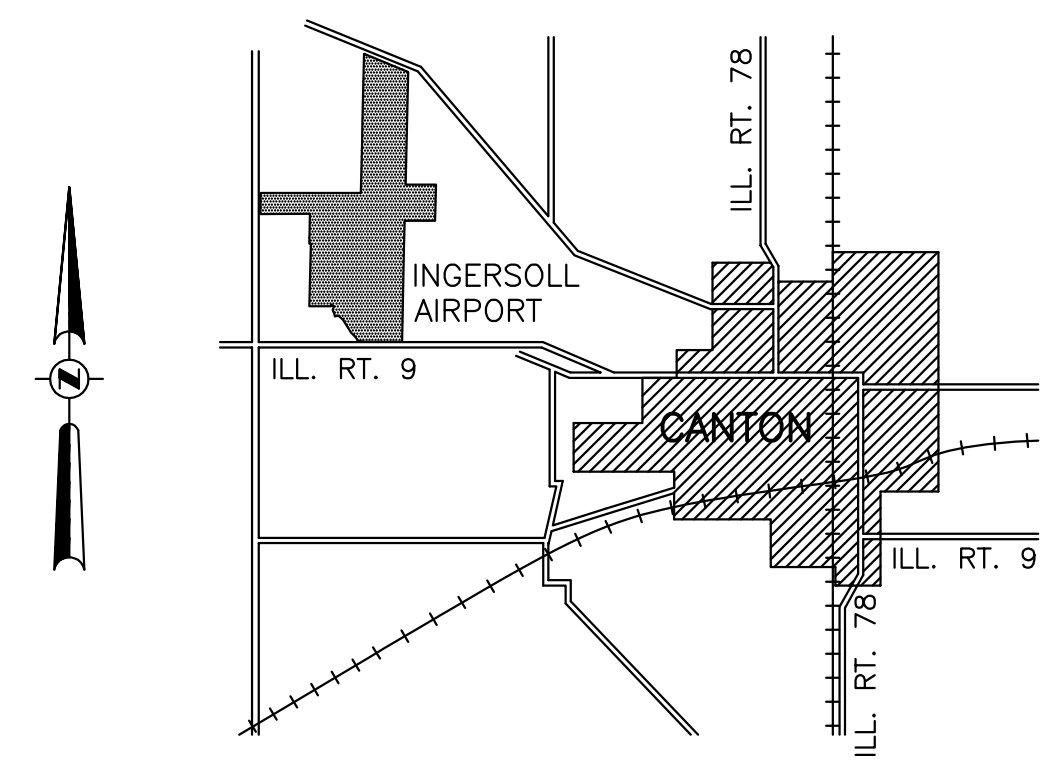 ILL. RT. 78
INGERSOLL
AIRPORT
ILL. RT. 9
CANTON
ILL. RT. 9
ILL. RT. 78
N